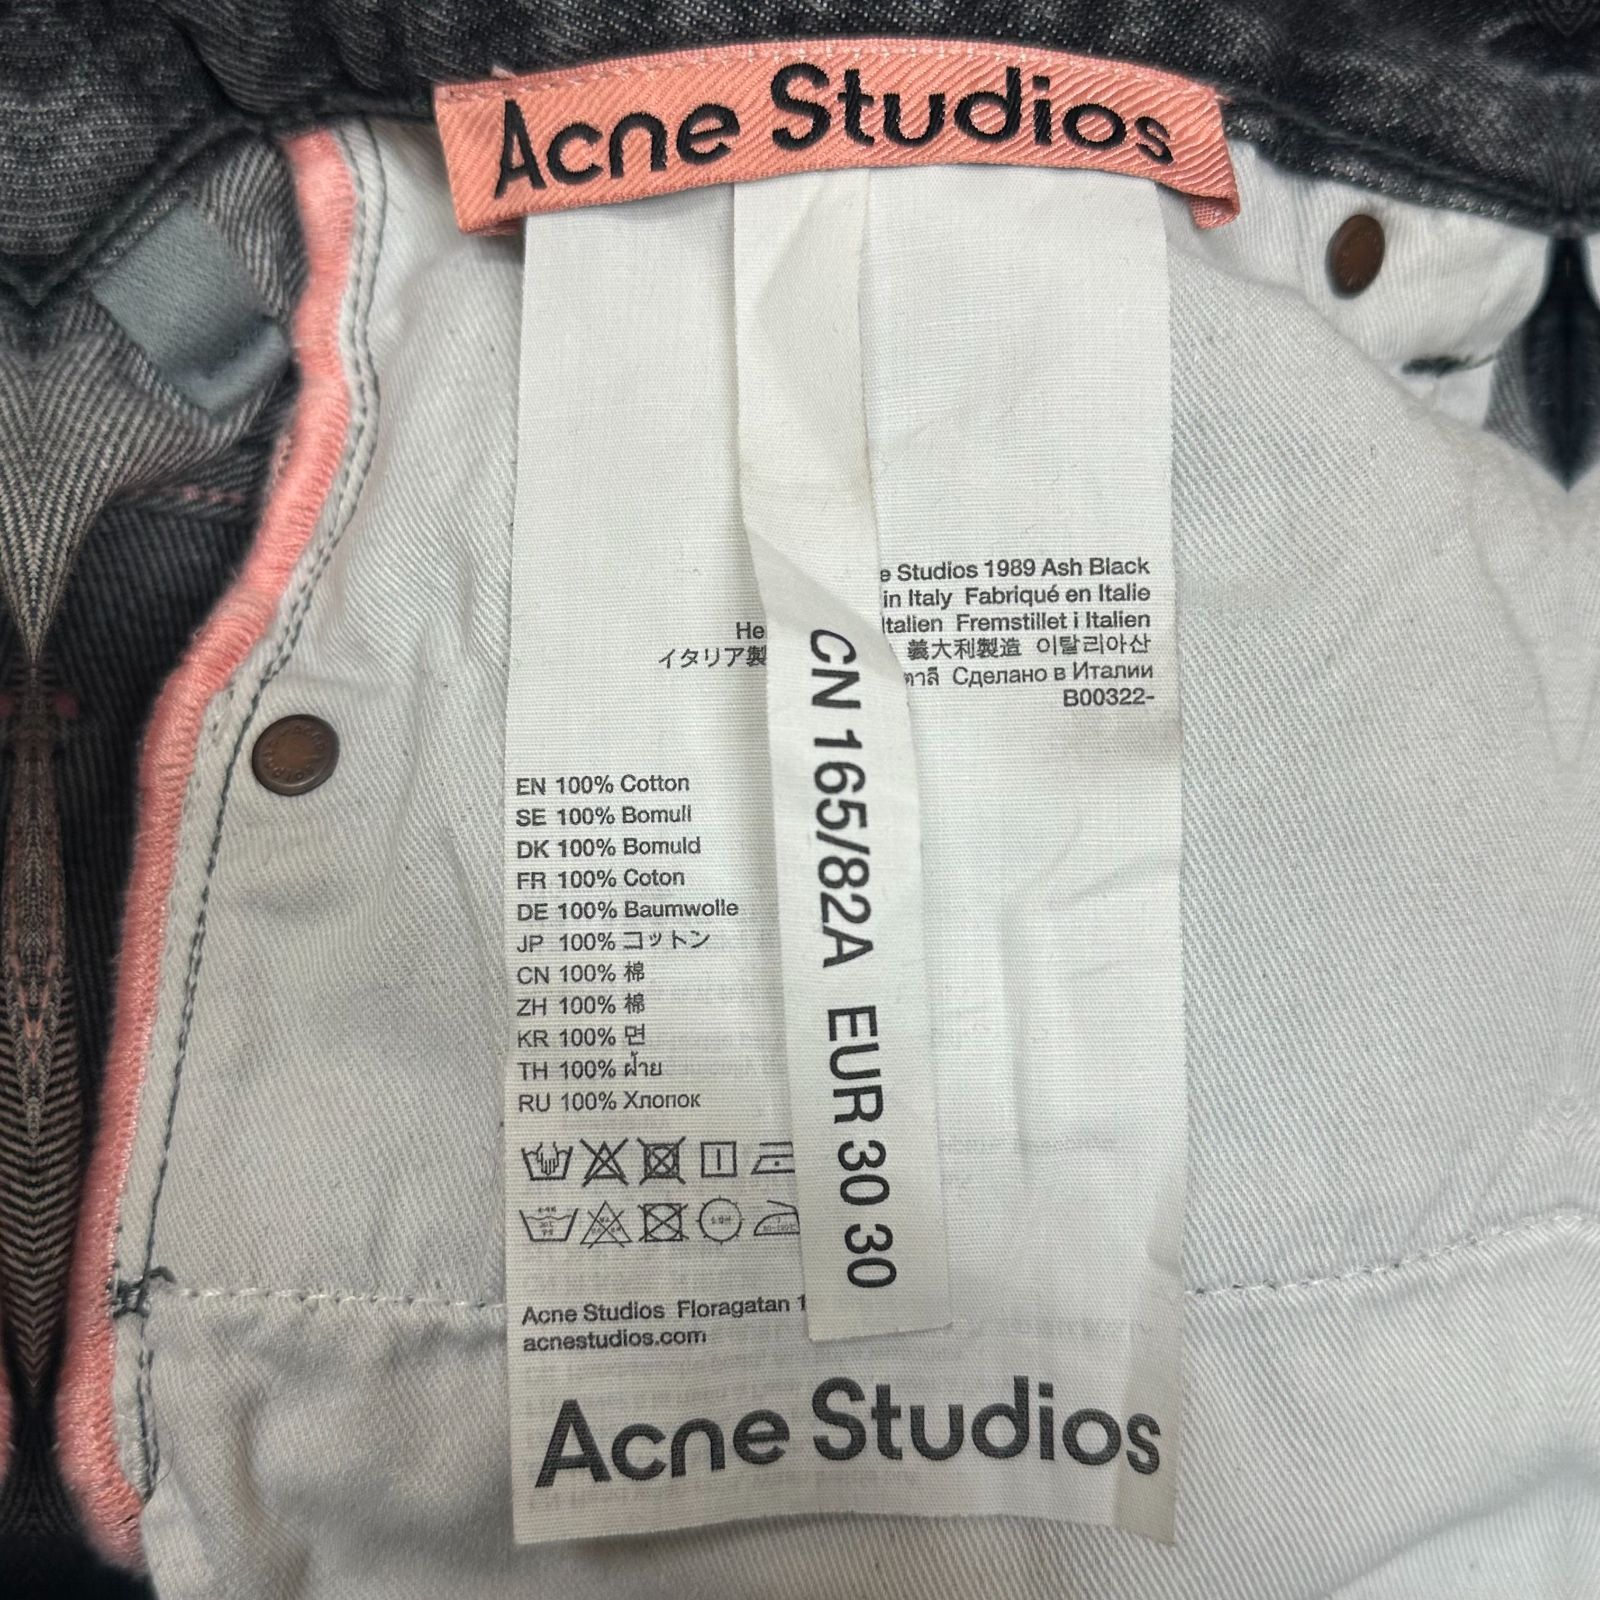 Acne Studios
Studios 1989 Ash Black
in Italy Fabriqué en Italie
Italien Fremstillet i Italien
義大利製造 이탈리아산
イタリア製
Сделано в Италии
B00322-
CN 165/82A EUR 30 30
EN 100% Cotton
SE 100% Bomull
DK 100% Bomuld
FR 100% Coton
DE 100% Baumwolle
JP 100% コットン
CN 100% 棉
ZH 100% 棉
KR 100% 면
TH 100% ฝ้าย
RU 100% Хлопок
Acne Studios Floragatan 1
acnestudios.com
Acne Studios